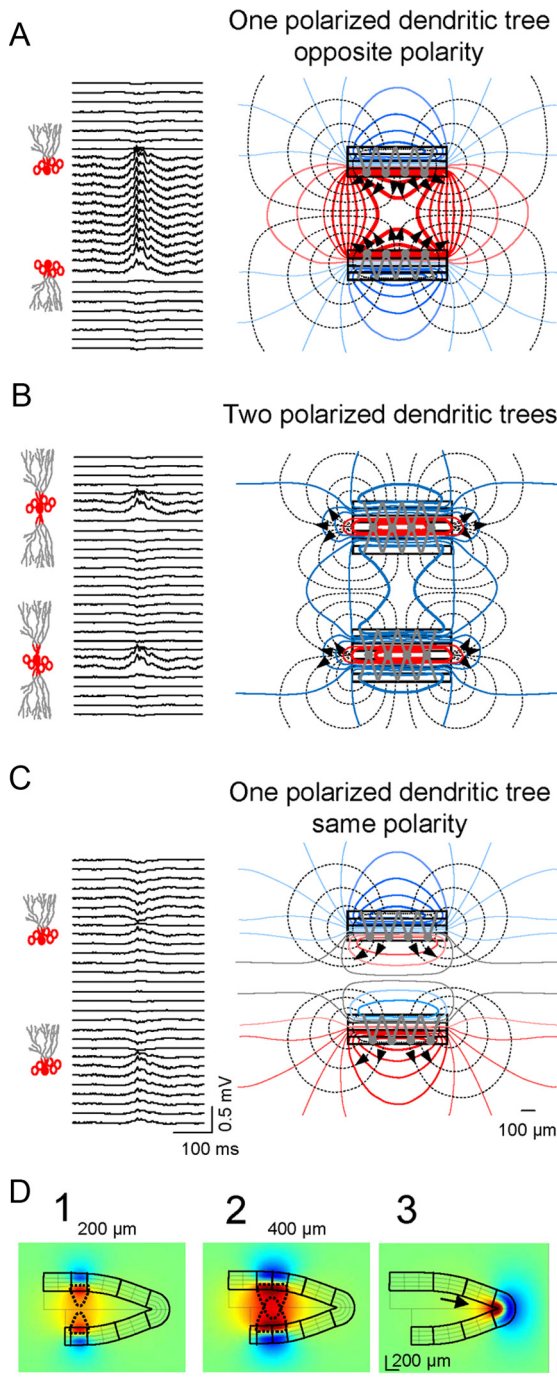 A
One polarized dendritic tree
opposite polarity
B
Two polarized dendritic trees
C
One polarized dendritic tree
same polarity
0.5 mV
100 ms
100 µm
D
1
2
3
200 µm
400 µm
200 µm